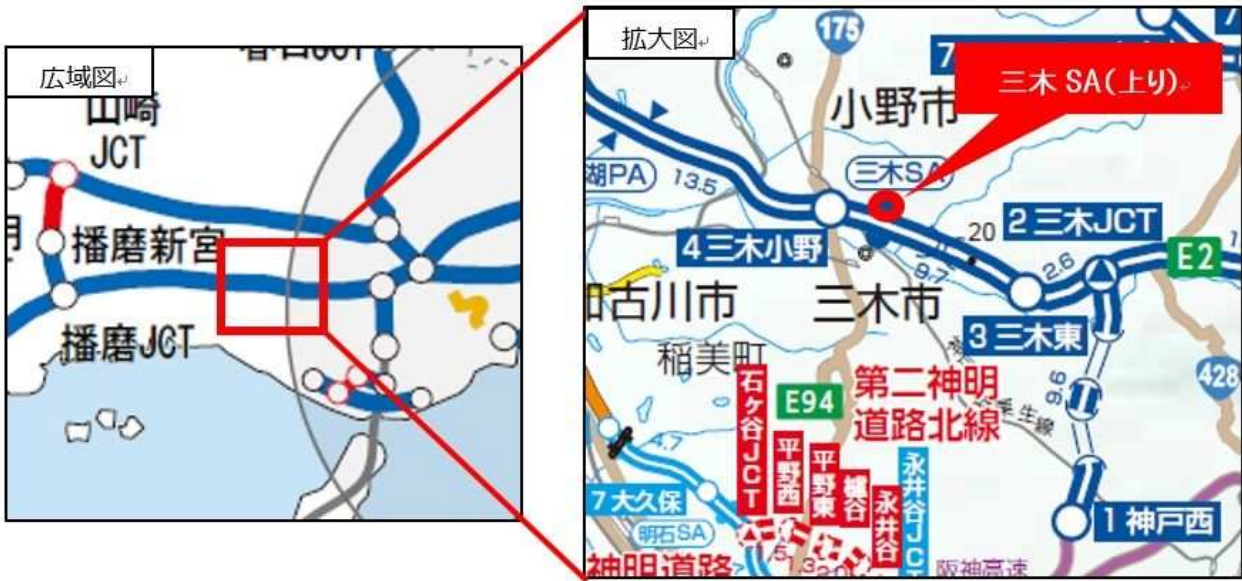 広域図
山崎
JCT
播磨新宮
播磨JCT
拡大図
175
7
三木 SA(上り)
小野市
湖PA
13.5
三木SA
4 三木小野
9.7
20
2 三木JCT
2.6
E2
3 三木東
加古川市
三木市
稲美町
9.6
428
E94
第二神明
道路北線
石ヶ谷JCT
平野西
平野東
櫨谷
永井谷
永井谷JCT
4.7
7 大久保
明石SA
神明道路
1 神戸西
阪神高速